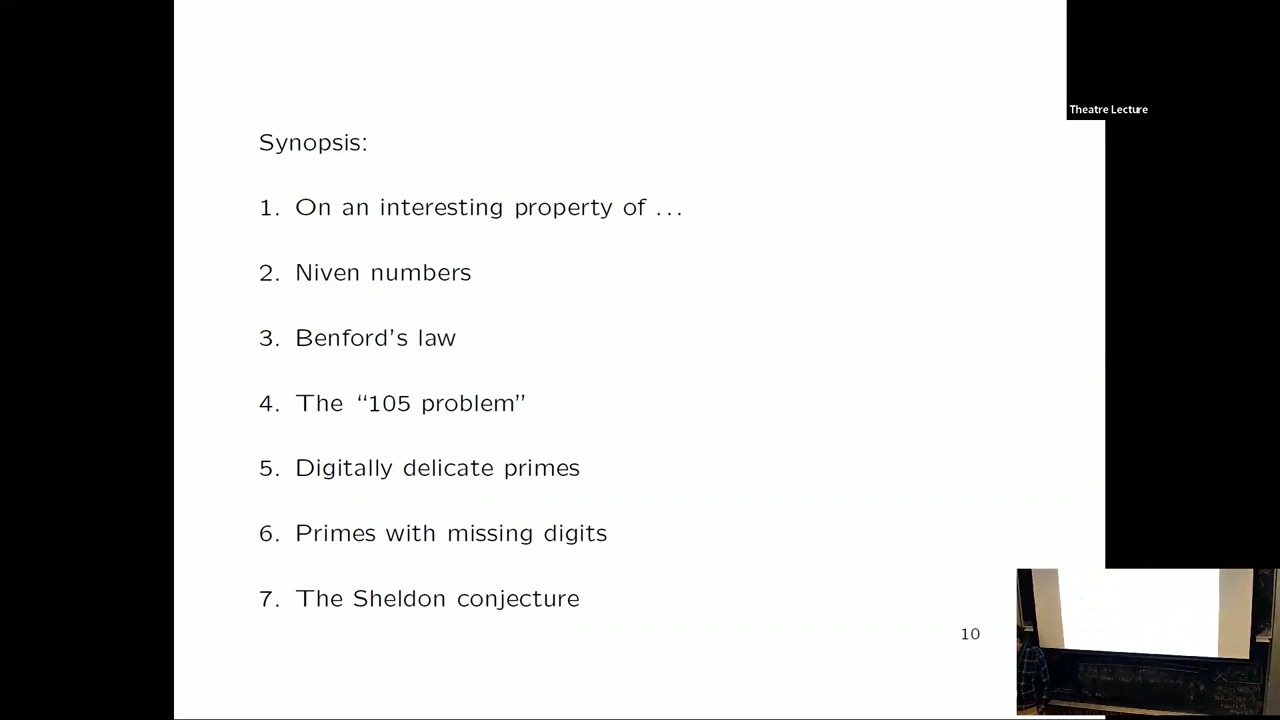 Theatre Lecture
Synopsis:
1. On an interesting property of ...
2. Niven numbers
3. Benford's law
4. The “105 problem”
5. Digitally delicate primes
6. Primes with missing digits
7. The Sheldon conjecture
10